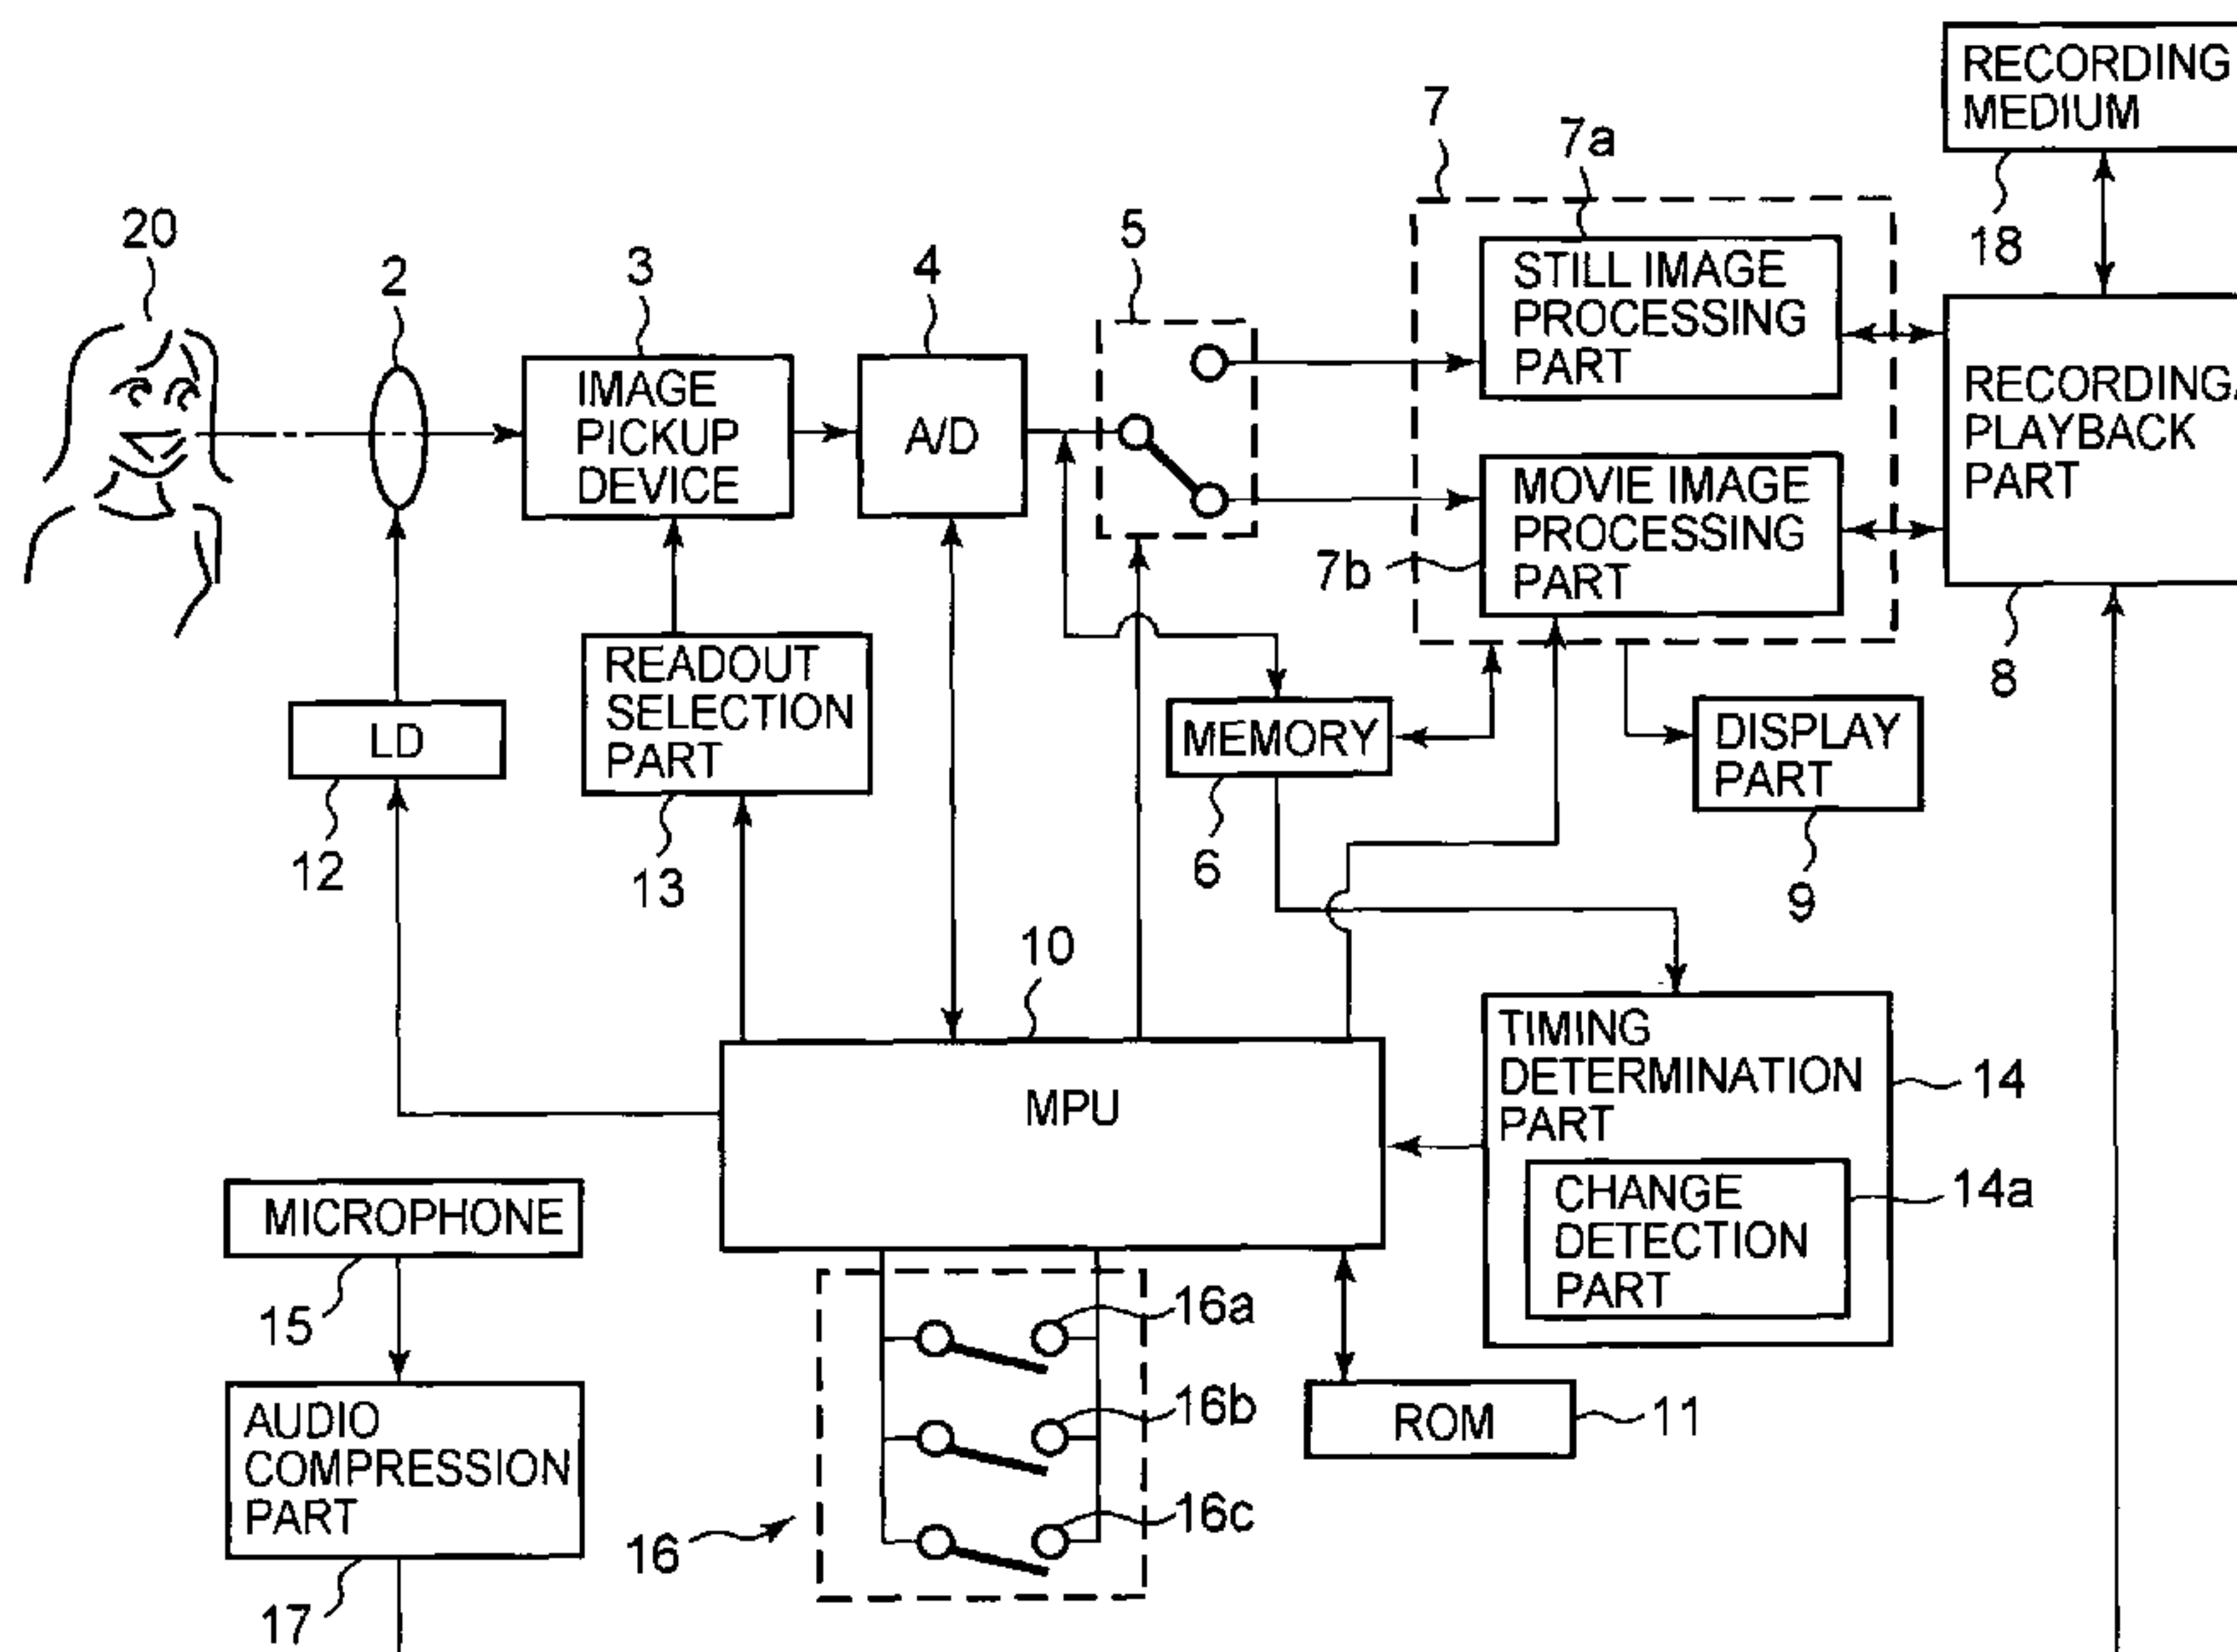 RECORDING
MEDIUM
7
7a
20
2
3
4
5
18
STILL IMAGE
PROCESSING
PART
IMAGE
PICKUP
DEVICE
A/D
RECORDING/
PLAYBACK
PART
MOVIE IMAGE
PROCESSING
PART
7b
READOUT
SELECTION
PART
8
LD
MEMORY
DISPLAY
PART
12
13
6
9
10
TIMING
DETERMINATION
PART
14
MPU
CHANGE
DETECTION
PART
14a
MICROPHONE
15
16a
16b
16c
ROM
11
AUDIO
COMPRESSION
PART
16
17